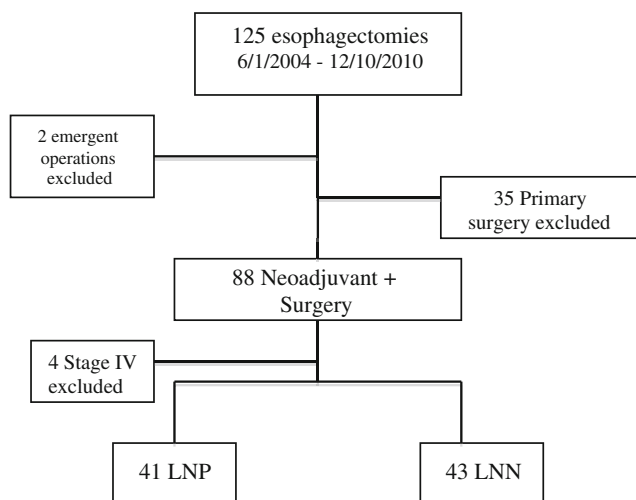 125 esophagectomies
6/1/2004 - 12/10/2010
2 emergent
operations
excluded
35 Primary
surgery excluded
88 Neoadjuvant +
Surgery
4 Stage IV
excluded
41 LNP
43 LNN